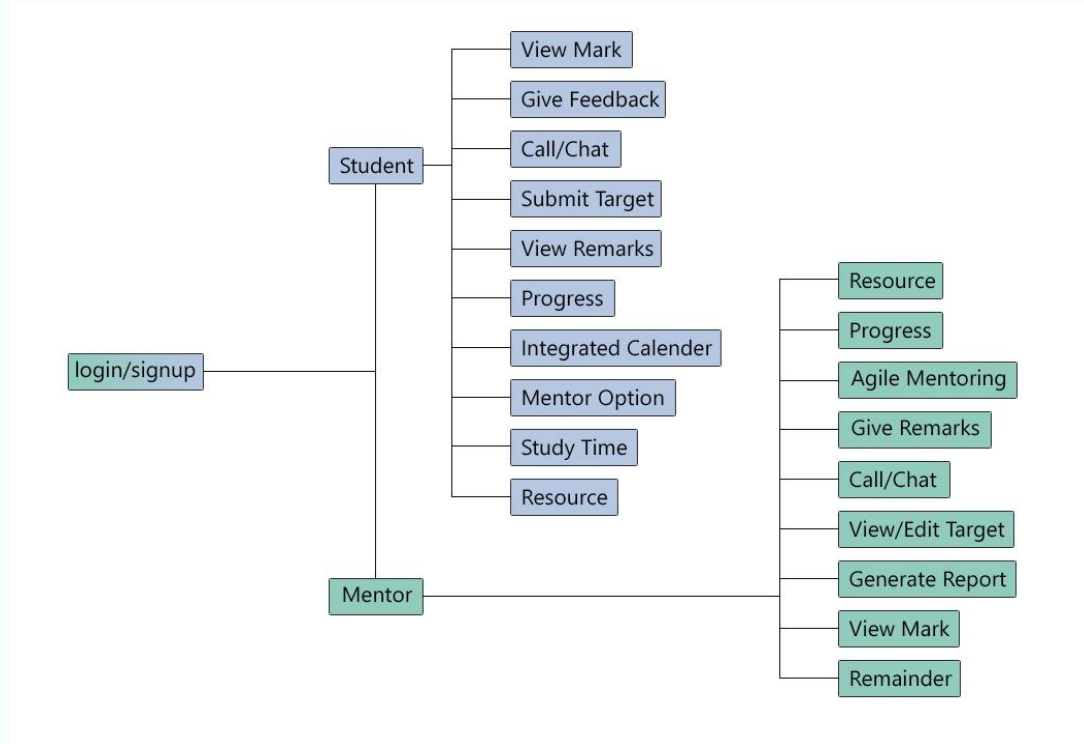 login/signup
Student
View Mark
Give Feedback
Call/Chat
Submit Target
View Remarks
Progress
Integrated Calender
Mentor Option
Study Time
Resource
Mentor
Resource
Progress
Agile Mentoring
Give Remarks
Call/Chat
View/Edit Target
Generate Report
View Mark
Remainder